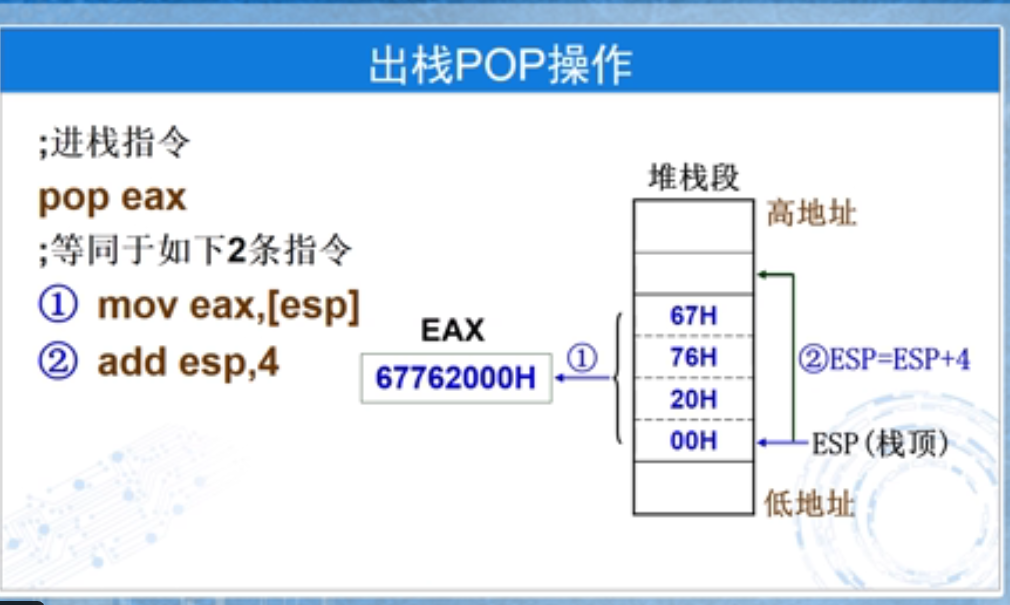 出栈POP操作
;进栈指令
pop eax
;等同于如下2条指令
① mov eax,[esp]
② add esp,4
EAX
67762000H
①
堆栈段
高地址
67H
76H
20H
00H
②ESP=ESP+4
ESP(栈顶)
低地址